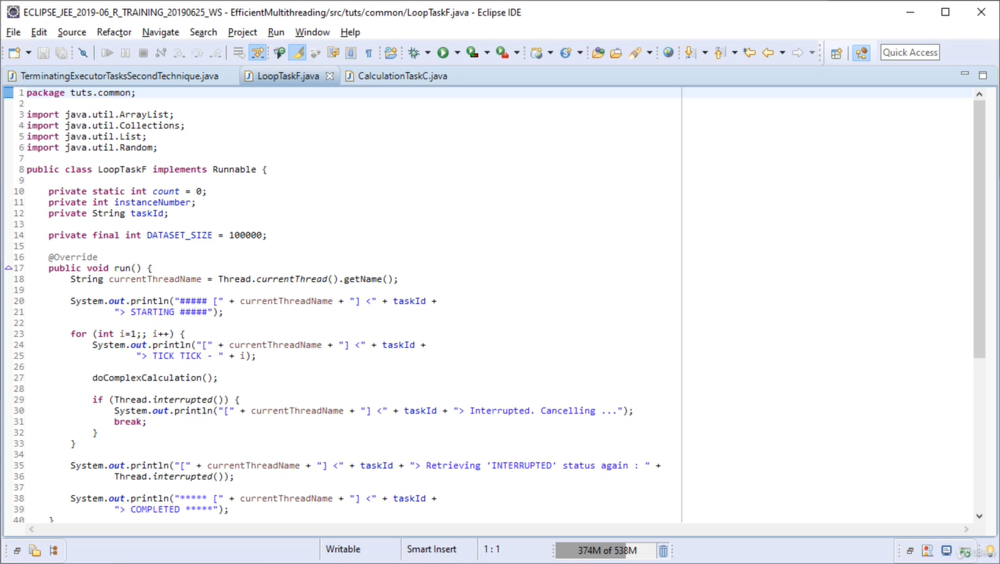 ECLIPSE_JEE_2019-06_R_TRAINING_20190625_WS - EfficientMultithreading/src/tuts/common/LoopTaskF.java - Eclipse IDE
File Edit Source Refactor Navigate Search Project Run Window Help
Quick Access
TerminatingExecutorTasksSecondTechnique.java LoopTaskF.java CalculationTaskC.java
1 package tuts.common;
2
3 import java.util.ArrayList;
4 import java.util.Collections;
5 import java.util.List;
6 import java.util.Random;
7
8 public class LoopTaskF implements Runnable {
9
10 private static int count = 0;
11 private int instanceNumber;
12 private String taskId;
13
14 private final int DATASET_SIZE = 100000;
15
16 @Override
17 public void run() {
18 String currentThreadName = Thread.currentThread().getName();
19
20 System.out.println("##### [" + currentThreadName + "] <" + taskId +
21 "> STARTING #####");
22
23 for (int i=1;; i++) {
24 System.out.println("[" + currentThreadName + "] <" + taskId +
25 "> TICK TICK - " + i);
26
27 doComplexCalculation();
28
29 if (Thread.interrupted()) {
30 System.out.println("[" + currentThreadName + "] <" + taskId + "> Interrupted. Cancelling ...");
31 break;
32 }
33 }
34
35 System.out.println("[" + currentThreadName + "] <" + taskId + "> Retrieving 'INTERRUPTED' status again : " +
36 Thread.interrupted());
37
38 System.out.println("***** [" + currentThreadName + "] <" + taskId +
39 "> COMPLETED *****");
40 }
Writable Smart Insert 1 : 1 374M of 538M